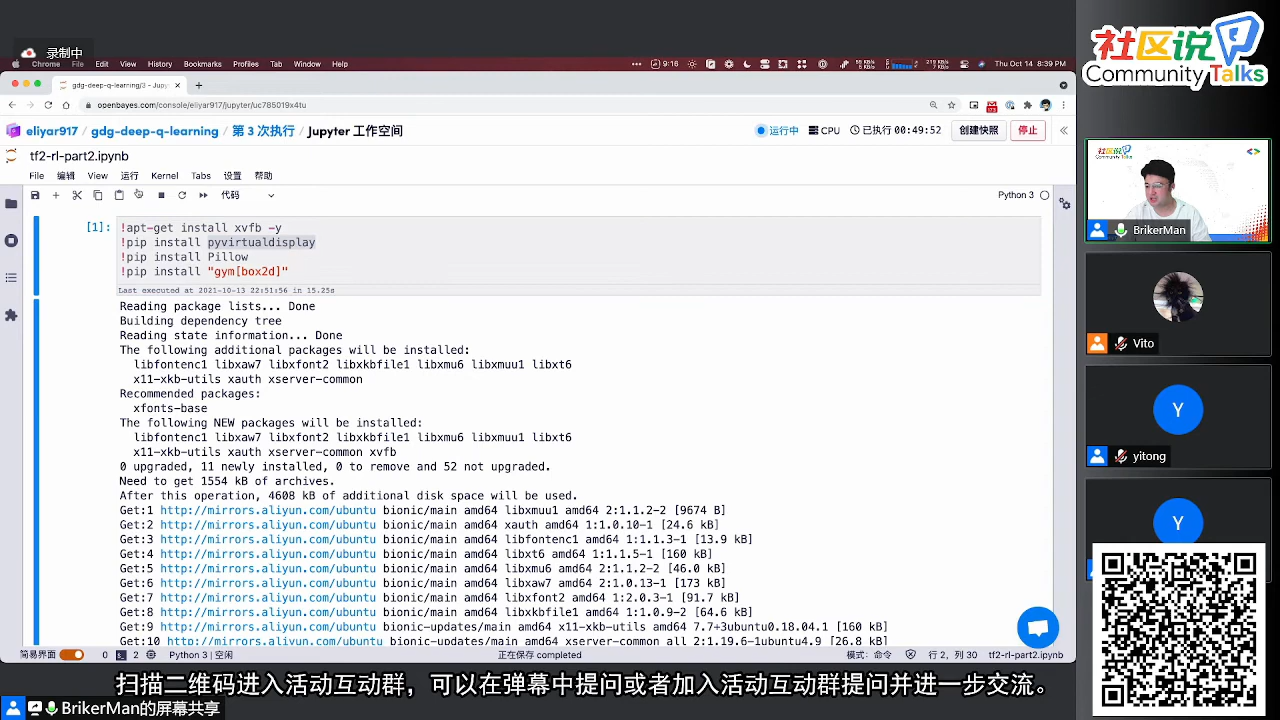 录制中
Chrome File Edit View History Bookmarks Profiles Tab Window Help
9:16
Thu Oct 14 8:39 PM
gdg-deep-q-learning/3 - Jupy
openbayes.com/console/eliyar917/jupyter/uc785019x4tu
eliyar917 / gdg-deep-q-learning / 第 3 次执行 / Jupyter 工作空间
运行中 CPU 已执行 00:49:52 创建快照 停止
tf2-rl-part2.ipynb
File 编辑 View 运行 Kernel Tabs 设置 帮助
代码
Python 3
[1]:
!apt-get install xvfb -y
!pip install pyvirtualdisplay
!pip install Pillow
!pip install "gym[box2d]"
Last executed at 2021-10-13 22:51:56 in 15.25s
Reading package lists... Done
Building dependency tree
Reading state information... Done
The following additional packages will be installed:
libfontenc1 libxaw7 libxfont2 libxkbfile1 libxmu6 libxmuu1 libxt6
x11-xkb-utils xauth xserver-common
Recommended packages:
xfonts-base
The following NEW packages will be installed:
libfontenc1 libxaw7 libxfont2 libxkbfile1 libxmu6 libxmuu1 libxt6
x11-xkb-utils xauth xserver-common xvfb
0 upgraded, 11 newly installed, 0 to remove and 52 not upgraded.
Need to get 1554 kB of archives.
After this operation, 4608 kB of additional disk space will be used.
Get:1 http://mirrors.aliyun.com/ubuntu bionic/main amd64 libxmuu1 amd64 2:1.1.2-2 [9674 B]
Get:2 http://mirrors.aliyun.com/ubuntu bionic/main amd64 xauth amd64 1:1.0.10-1 [24.6 kB]
Get:3 http://mirrors.aliyun.com/ubuntu bionic/main amd64 libfontenc1 amd64 1:1.1.3-1 [13.9 kB]
Get:4 http://mirrors.aliyun.com/ubuntu bionic/main amd64 libxt6 amd64 1:1.1.5-1 [160 kB]
Get:5 http://mirrors.aliyun.com/ubuntu bionic/main amd64 libxmu6 amd64 2:1.1.2-2 [46.0 kB]
Get:6 http://mirrors.aliyun.com/ubuntu bionic/main amd64 libxaw7 amd64 2:1.0.13-1 [173 kB]
Get:7 http://mirrors.aliyun.com/ubuntu bionic/main amd64 libxfont2 amd64 1:2.0.3-1 [91.7 kB]
Get:8 http://mirrors.aliyun.com/ubuntu bionic/main amd64 libxkbfile1 amd64 1:1.0.9-2 [64.6 kB]
Get:9 http://mirrors.aliyun.com/ubuntu bionic-updates/main amd64 x11-xkb-utils amd64 7.7+3ubuntu0.18.04.1 [160 kB]
Get:10 http://mirrors.aliyun.com/ubuntu bionic-updates/main amd64 xserver-common all 2:1.19.6-1ubuntu4.9 [26.8 kB]
简易界面 0 2 Python 3 | 空闲 正在保存 completed 模式: 命令 行 2, 列 30 tf2-rl-part2.ipynb
扫描二维码进入活动互动群，可以在弹幕中提问或者加入活动互动群提问并进一步交流。
BrikerMan的屏幕共享
社区说
Community Talks
社区说
Community Talks
BrikerMan
Vito
Y
yitong
Y